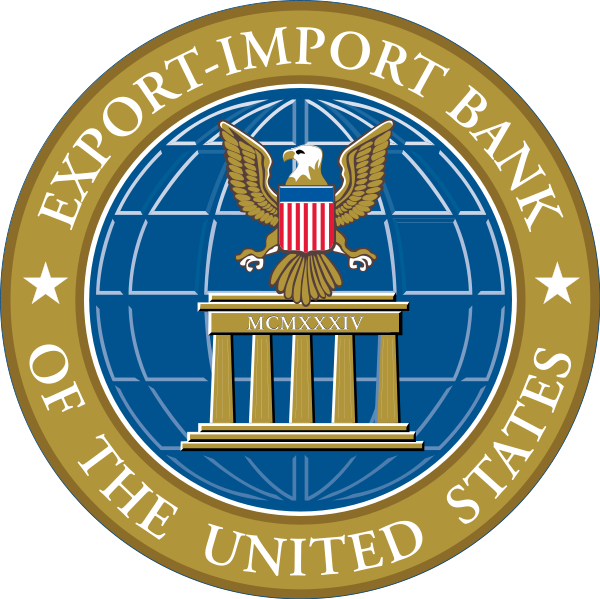 EXPORT-IMPORT BANK
OF THE UNITED STATES
MCMXXXIV